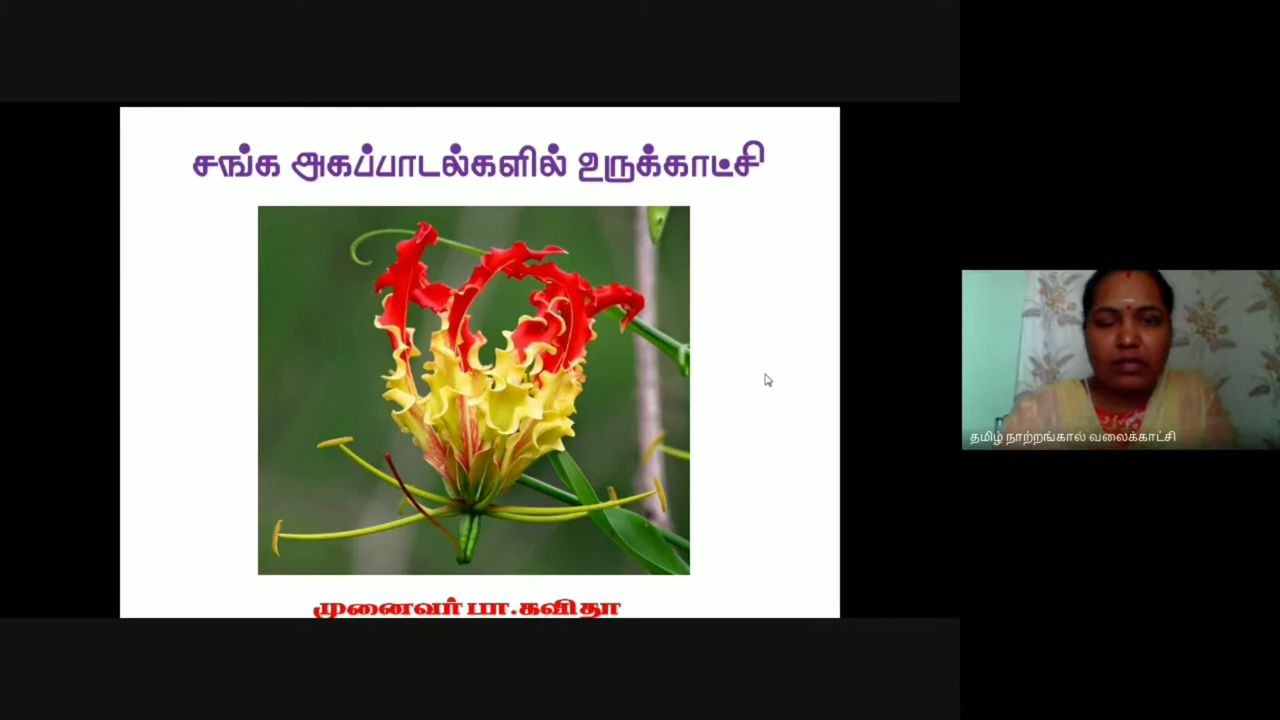 சங்க அகப்பாடல்களில் உருக்காட்சி
தமிழ் நாற்றங்கால் வலைக்காட்சி
முனைவர் பா.கவிதா